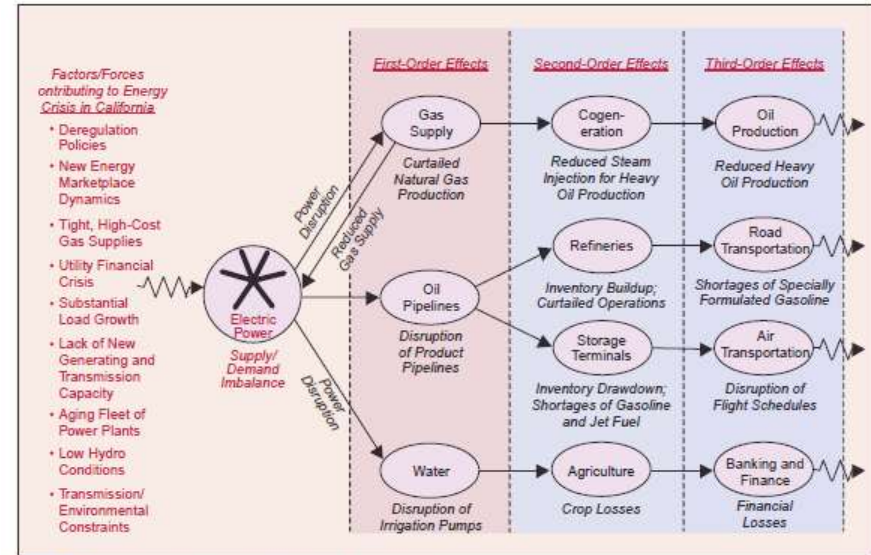 Factors/Forces
ontributing to Energy
Crisis in California
• Deregulation
Policies
• New Energy
Marketplace
Dynamics
• Tight, High-Cost
Gas Supplies
• Utility Financial
Crisis
• Substantial
Load Growth
• Lack of New
Generating and
Transmission
Capacity
• Aging Fleet of
Power Plants
• Low Hydro
Conditions
• Transmission/
Environmental
Constraints
Electric
Power
Supply/
Demand
Imbalance
Power
Disruption
Reduced
Gas Supply
Power
Disruption
First-Order Effects
Gas
Supply
Curtailed
Natural Gas
Production
Oil
Pipelines
Disruption
of Product
Pipelines
Water
Disruption of
Irrigation Pumps
Second-Order Effects
Cogen-
eration
Reduced Steam
Injection for Heavy
Oil Production
Refineries
Inventory Buildup;
Curtailed Operations
Storage
Terminals
Inventory Drawdown;
Shortages of Gasoline
and Jet Fuel
Agriculture
Crop Losses
Third-Order Effects
Oil
Production
Reduced Heavy
Oil Production
Road
Transportation
Shortages of Specially
Formulated Gasoline
Air
Transportation
Disruption of
Flight Schedules
Banking and
Finance
Financial
Losses